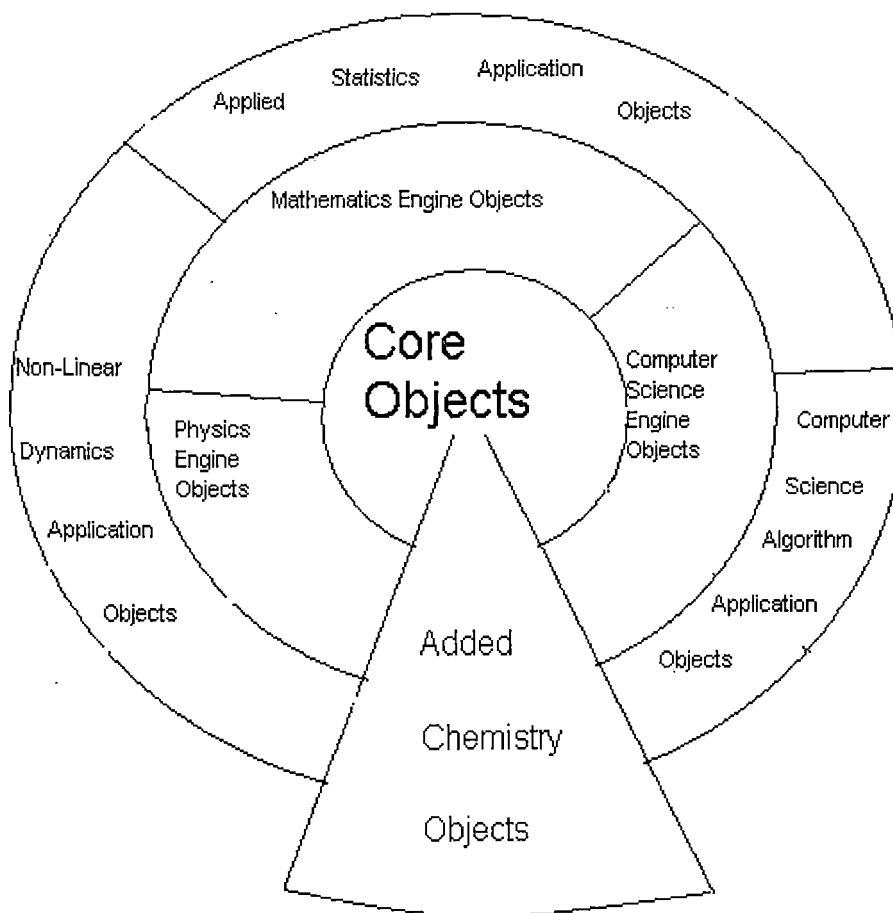 Applied Statistics Application Objects
Mathematics Engine Objects
Core
Objects
Computer
Science
Engine
Objects
Physics
Engine
Objects
Non-Linear
Dynamics
Application
Objects
Computer
Science
Algorithm
Application
Objects
Added
Chemistry
Objects